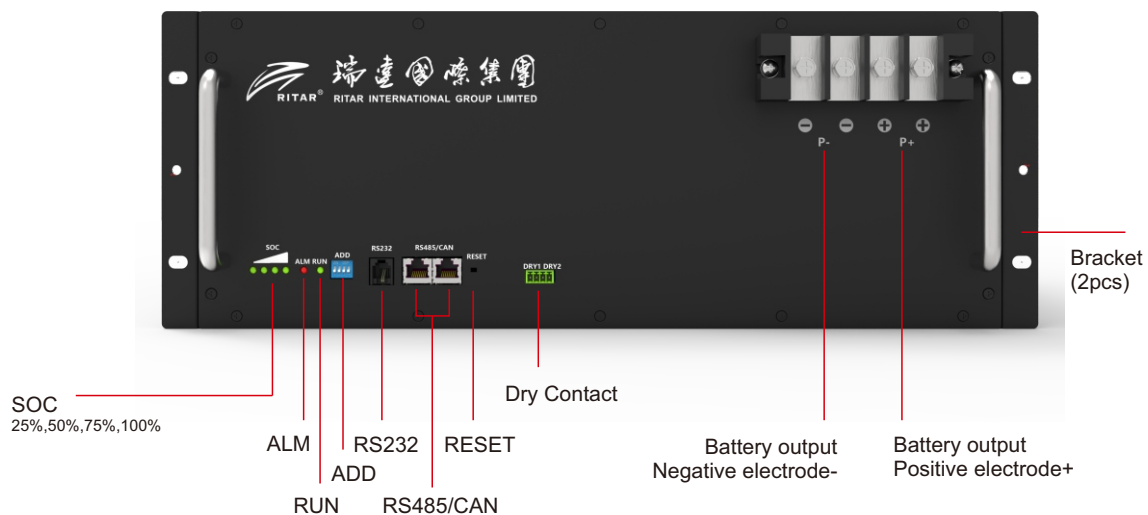 瑞達國際集團
RITAR®
RITAR INTERNATIONAL GROUP LIMITED
P-
P+
SOC
ALM
RUN
ADD
RS232
RS485/CAN
RESET
DRY1 DRY2
Bracket
(2pcs)
SOC
25%,50%,75%,100%
Dry Contact
ALM
RS232
RESET
ADD
RUN
RS485/CAN
Battery output
Negative electrode-
Battery output
Positive electrode+